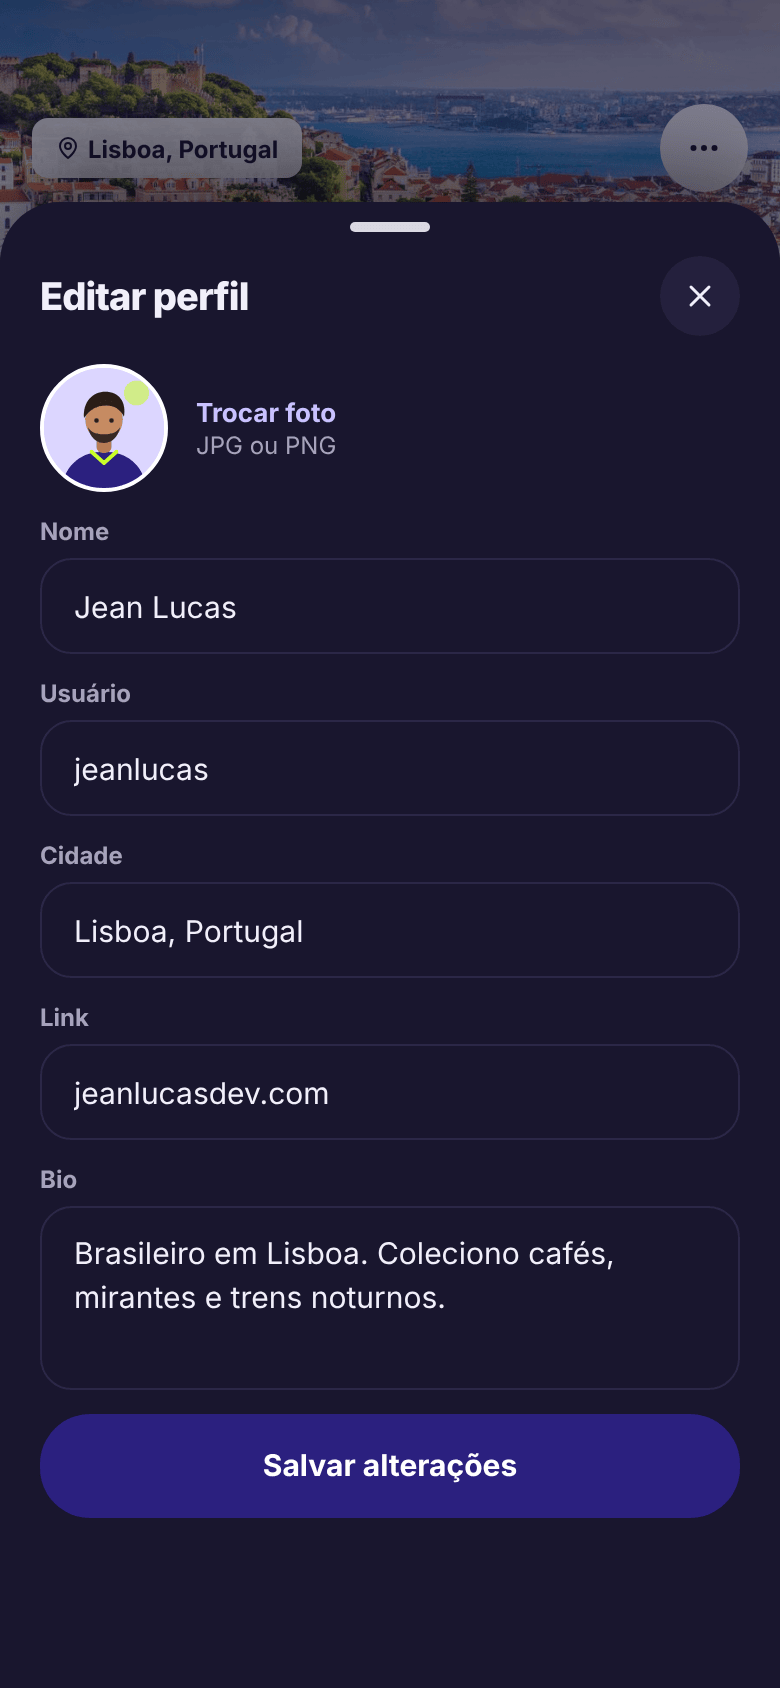 Lisboa, Portugal
Editar perfil
Trocar foto
JPG ou PNG
Nome
Jean Lucas
Usuário
jeanlucas
Cidade
Lisboa, Portugal
Link
jeanlucasdev.com
Bio
Brasileiro em Lisboa. Coleciono cafés,
mirantes e trens noturnos.
Salvar alterações